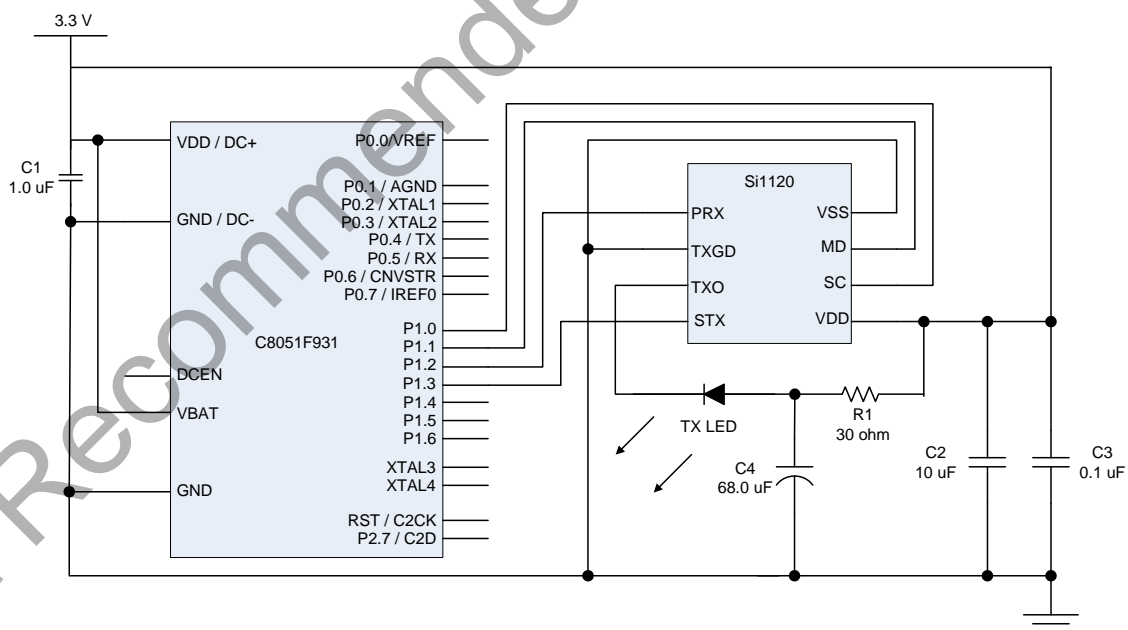 3.3 V
C1
1.0 uF
VDD / DC+
GND / DC-
DCEN
VBAT
GND
C8051F931
P0.0/VREF
P0.1 / AGND
P0.2 / XTAL1
P0.3 / XTAL2
P0.4 / TX
P0.5 / RX
P0.6 / CNVSTR
P0.7 / IREF0
P1.0
P1.1
P1.2
P1.3
P1.4
P1.5
P1.6
XTAL3
XTAL4
RST / C2CK
P2.7 / C2D
Si1120
PRX
TXGD
TXO
STX
VSS
MD
SC
VDD
TX LED
R1
30 ohm
C4
68.0 uF
C2
10 uF
C3
0.1 uF
Recommende